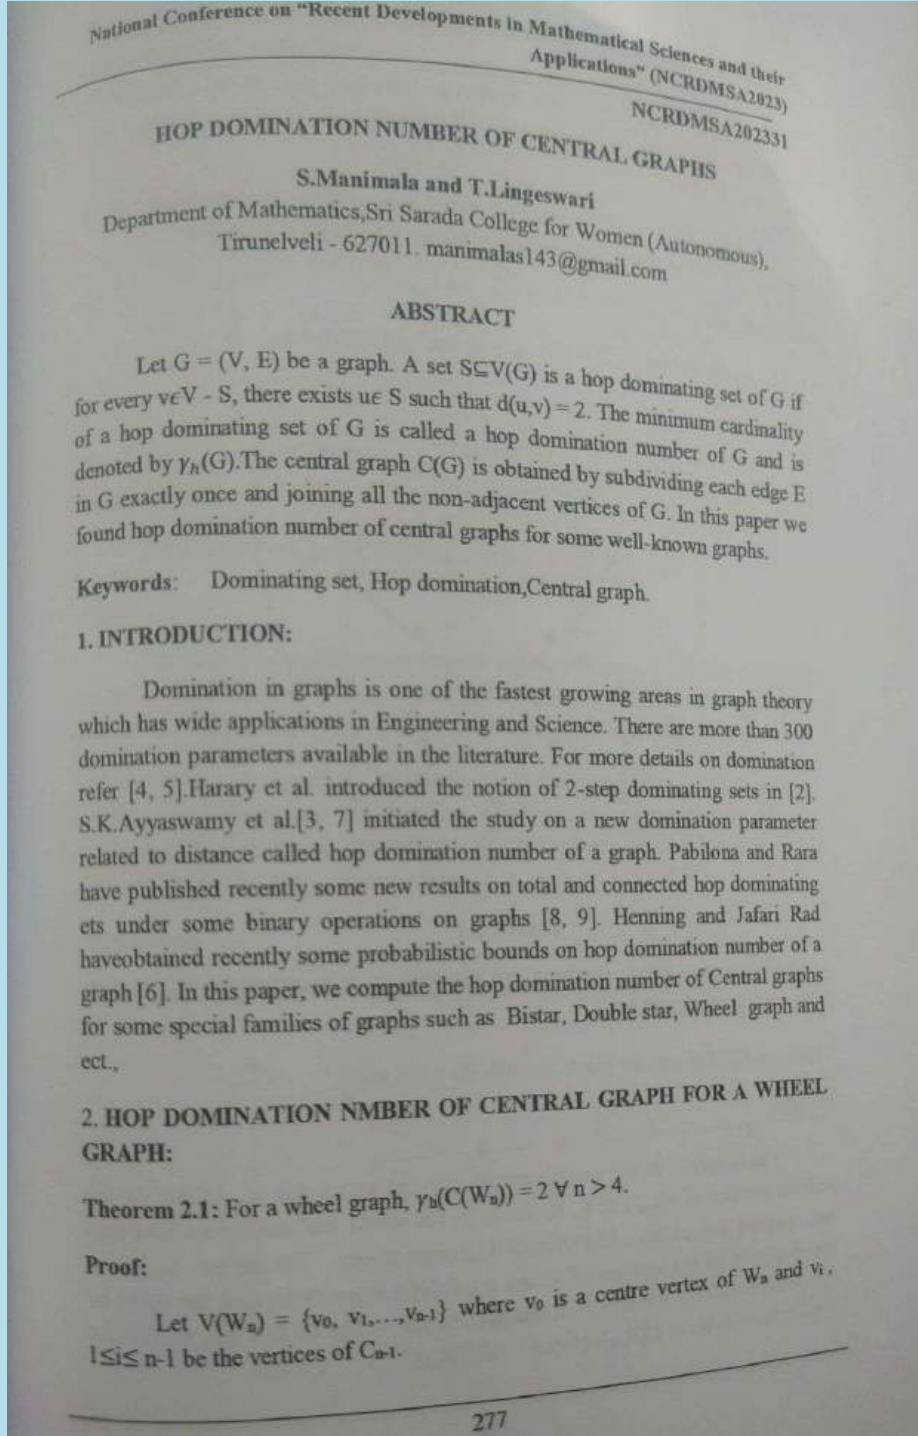 National Conference on "Recent Developments in Mathematical Sciences and their
Applications" (NCRDMSA2023)
NCRDMSA202331
HOP DOMINATION NUMBER OF CENTRAL GRAPHS
S.Manimala and T.Lingeswari
Department of Mathematics,Sri Sarada College for Women (Autonomous),
Tirunelveli - 627011. manimalas143@gmail.com
ABSTRACT
Let G = (V, E) be a graph. A set S⊆V(G) is a hop dominating set of G if
for every vϵV - S, there exists uϵ S such that d(u,v) = 2. The minimum cardinality
of a hop dominating set of G is called a hop domination number of G and is
denoted by γₕ(G).The central graph C(G) is obtained by subdividing each edge E
in G exactly once and joining all the non-adjacent vertices of G. In this paper we
found hop domination number of central graphs for some well-known graphs.
Keywords: Dominating set, Hop domination,Central graph.
1. INTRODUCTION:
Domination in graphs is one of the fastest growing areas in graph theory
which has wide applications in Engineering and Science. There are more than 300
domination parameters available in the literature. For more details on domination
refer [4, 5].Harary et al. introduced the notion of 2-step dominating sets in [2].
S.K.Ayyaswamy et al.[3, 7] initiated the study on a new domination parameter
related to distance called hop domination number of a graph. Pabilona and Rara
have published recently some new results on total and connected hop dominating
ets under some binary operations on graphs [8, 9]. Henning and Jafari Rad
haveobtained recently some probabilistic bounds on hop domination number of a
graph [6]. In this paper, we compute the hop domination number of Central graphs
for some special families of graphs such as Bistar, Double star, Wheel graph and
ect.,
2. HOP DOMINATION NMBER OF CENTRAL GRAPH FOR A WHEEL
GRAPH:
Theorem 2.1: For a wheel graph, γₕ(C(Wₙ)) = 2 ∀ n > 4.
Proof:
Let V(Wₙ) = {v₀, v₁,...,vₙ₋₁} where v₀ is a centre vertex of Wₙ and vᵢ ,
1≤i≤ n-1 be the vertices of Cₙ₋₁.
277